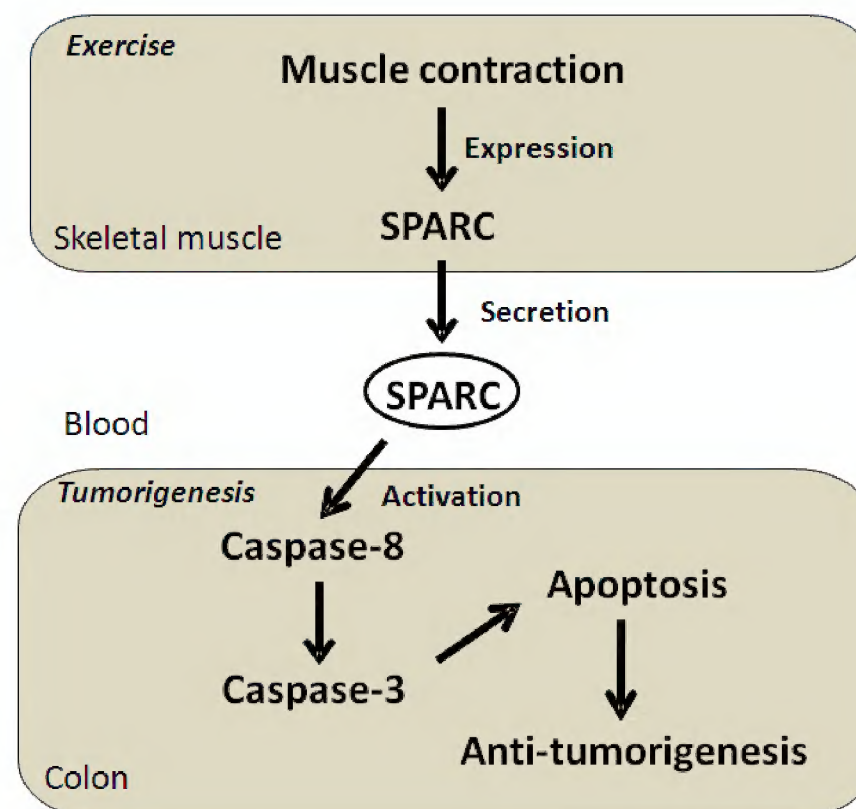 Exercise
Muscle contraction
Expression
SPARC
Skeletal muscle
Secretion
SPARC
Blood
Tumorigenesis
Activation
Caspase-8
Apoptosis
Caspase-3
Anti-tumorigenesis
Colon